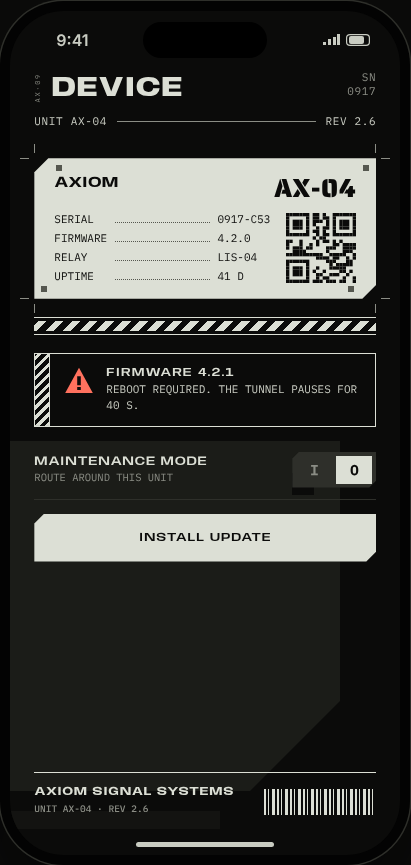 9:41
AX-09
DEVICE
SN
0917
UNIT AX-04
REV 2.6
AXIOM
AX-04
SERIAL 0917-C53
FIRMWARE 4.2.0
RELAY LIS-04
UPTIME 41 D
FIRMWARE 4.2.1
REBOOT REQUIRED. THE TUNNEL PAUSES FOR
40 S.
MAINTENANCE MODE
ROUTE AROUND THIS UNIT
I O
INSTALL UPDATE
AXIOM SIGNAL SYSTEMS
UNIT AX-04 · REV 2.6